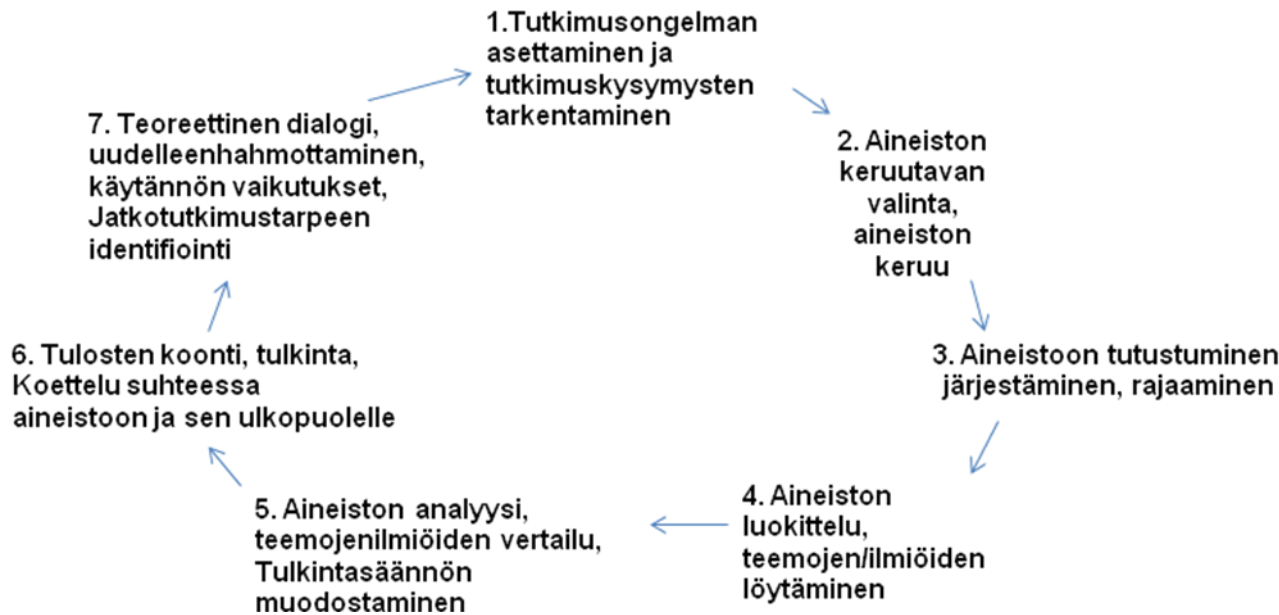 1.Tutkimusongelman
asettaminen ja
tutkimuskysymysten
tarkentaminen
2. Aineiston
keruutavan
valinta,
aineiston
keruu
3. Aineistoon tutustuminen
järjestäminen, rajaaminen
4. Aineiston
luokittelu,
teemojen/ilmiöiden
löytäminen
5. Aineiston analyysi,
teemojenilmiöiden vertailu,
Tulkintasäännön
muodostaminen
6. Tulosten koonti, tulkinta,
Koettelu suhteessa
aineistoon ja sen ulkopuolelle
7. Teoreettinen dialogi,
uudelleenhahmottaminen,
käytännön vaikutukset,
Jatkotutkimustarpeen
identifiointi